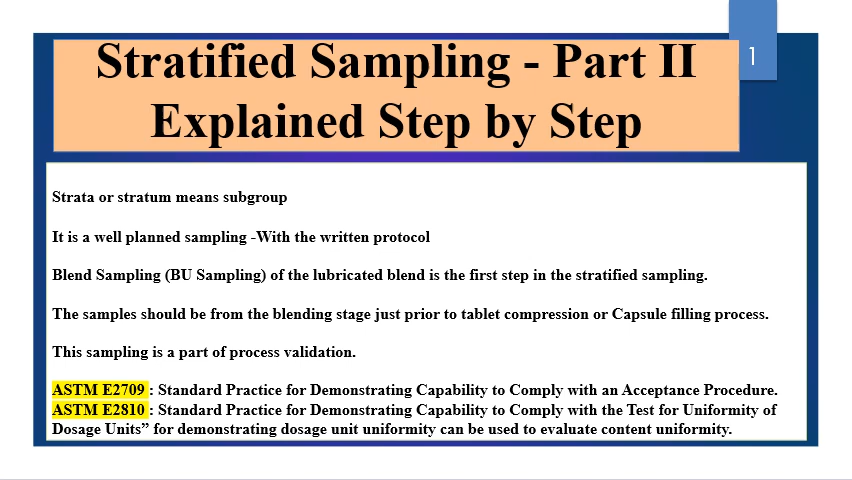 1
Stratified Sampling - Part II
Explained Step by Step
Strata or stratum means subgroup
It is a well planned sampling -With the written protocol
Blend Sampling (BU Sampling) of the lubricated blend is the first step in the stratified sampling.
The samples should be from the blending stage just prior to tablet compression or Capsule filling process.
This sampling is a part of process validation.
ASTM E2709 : Standard Practice for Demonstrating Capability to Comply with an Acceptance Procedure.
ASTM E2810 : Standard Practice for Demonstrating Capability to Comply with the Test for Uniformity of
Dosage Units” for demonstrating dosage unit uniformity can be used to evaluate content uniformity.